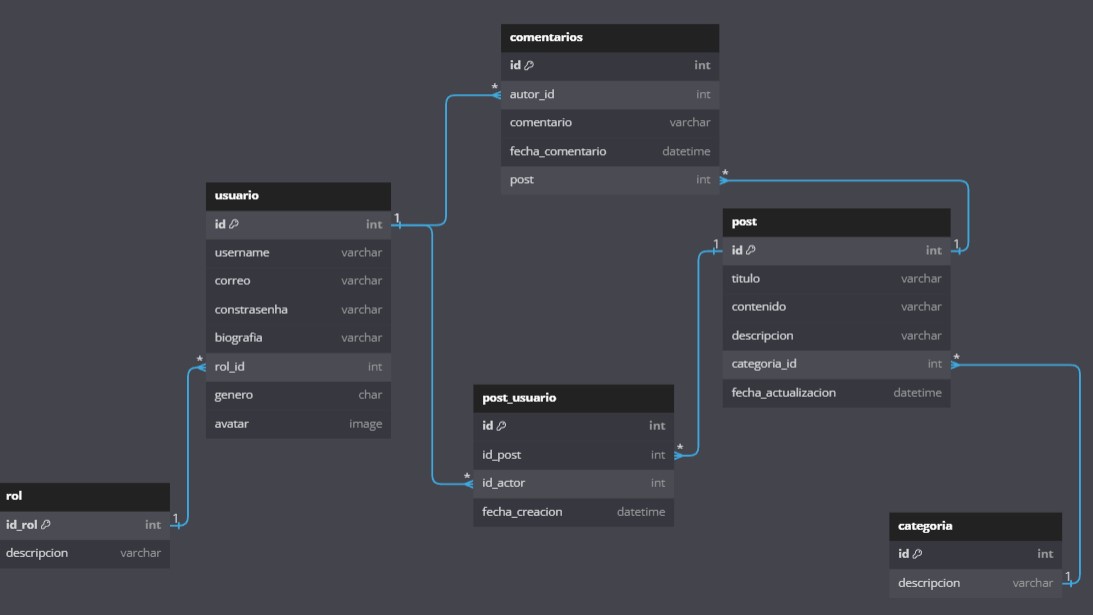 comentarios
id int
* autor_id int
comentario varchar
fecha_comentario datetime
post int *
usuario
id int 1
username varchar
correo varchar
constrasenha varchar
biografia varchar
* rol_id int
genero char
avatar image
post
1 id int 1
titulo varchar
contenido varchar
descripcion varchar
categoria_id int *
fecha_actualizacion datetime
post_usuario
id int
id_post int *
* id_actor int
fecha_creacion datetime
rol
id_rol int 1
descripcion varchar
categoria
id int
descripcion varchar 1